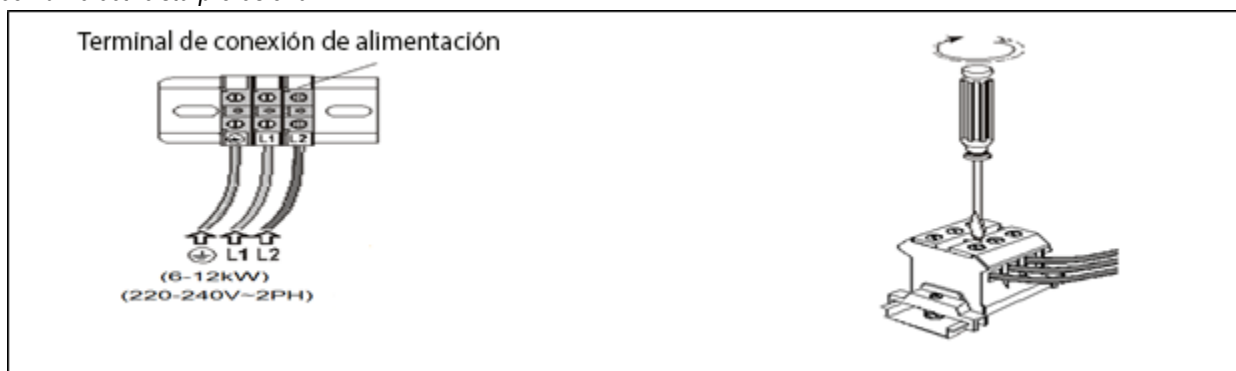 Terminal de conexión de alimentación
L1 L2
L1 L2
(6-12kW)
(220-240V~2PH)